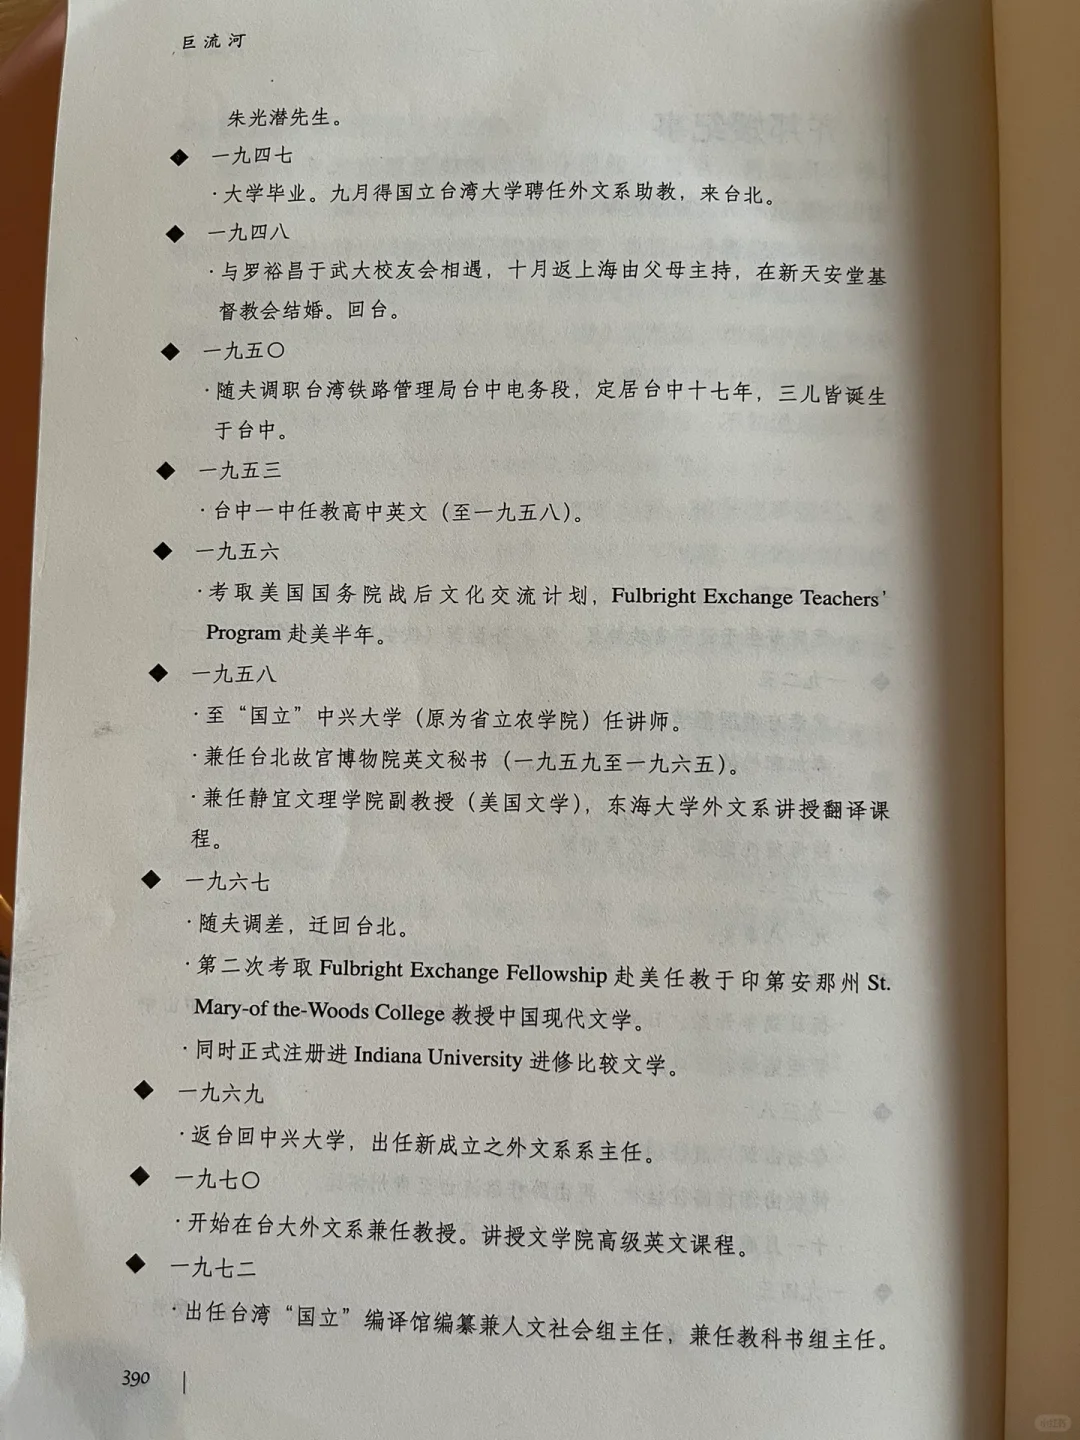 巨流河
朱光潜先生。
◆ 一九四七
·大学毕业。九月得国立台湾大学聘任外文系助教，来台北。
◆ 一九四八
·与罗裕昌于武大校友会相遇，十月返上海由父母主持，在新天安堂基
督教会结婚。回台。
◆ 一九五〇
·随夫调职台湾铁路管理局台中电务段，定居台中十七年，三儿皆诞生
于台中。
◆ 一九五三
·台中一中任教高中英文（至一九五八）。
◆ 一九五六
·考取美国国务院战后文化交流计划，Fulbright Exchange Teachers'
Program 赴美半年。
◆ 一九五八
·至“国立”中兴大学（原为省立农学院）任讲师。
·兼任台北故宫博物院英文秘书（一九五九至一九六五）。
·兼任静宜文理学院副教授（美国文学），东海大学外文系讲授翻译课
程。
◆ 一九六七
·随夫调差，迁回台北。
·第二次考取 Fulbright Exchange Fellowship 赴美任教于印第安那州 St.
Mary-of the-Woods College 教授中国现代文学。
·同时正式注册进 Indiana University 进修比较文学。
◆ 一九六九
·返台回中兴大学，出任新成立之外文系系主任。
◆ 一九七〇
·开始在台大外文系兼任教授。讲授文学院高级英文课程。
◆ 一九七二
·出任台湾“国立”编译馆编纂兼人文社会组主任，兼任教科书组主任。
390
小红书